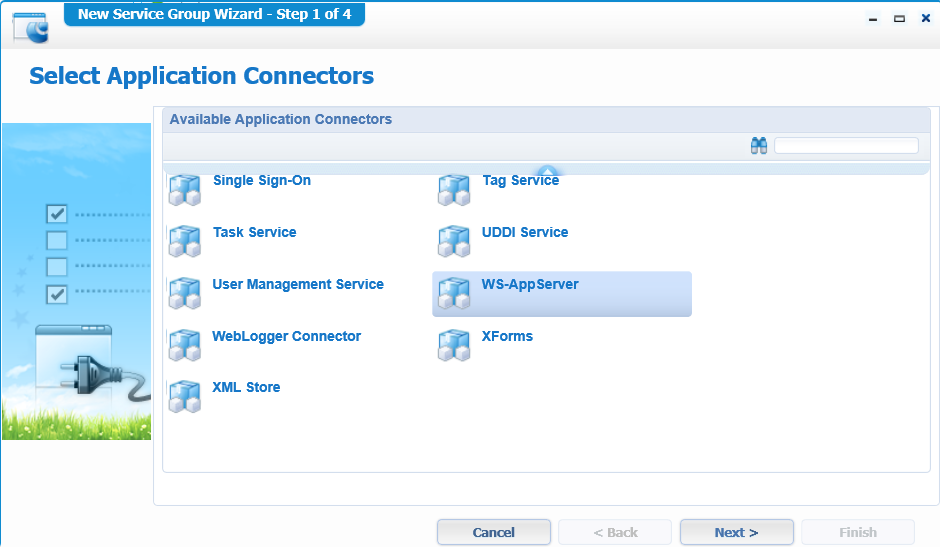 New Service Group Wizard - Step 1 of 4
Select Application Connectors
Available Application Connectors
Single Sign-On
Tag Service
Task Service
UDDI Service
User Management Service
WS-AppServer
WebLogger Connector
XForms
XML Store
Cancel
< Back
Next >
Finish